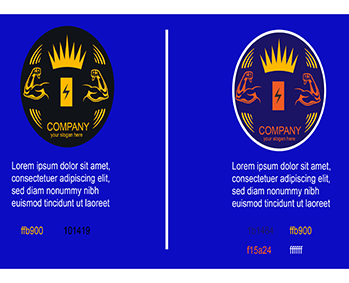 COMPANY
your slogan here
Lorem ipsum dolor sit amet,
consectetuer adipiscing elit,
sed diam nonummy nibh
euismod tincidunt ut laoreet
ffb900 101419
COMPANY
your slogan here
Lorem ipsum dolor sit amet,
consectetuer adipiscing elit,
sed diam nonummy nibh
euismod tincidunt ut laoreet
ffb900
f15a24 ffffff